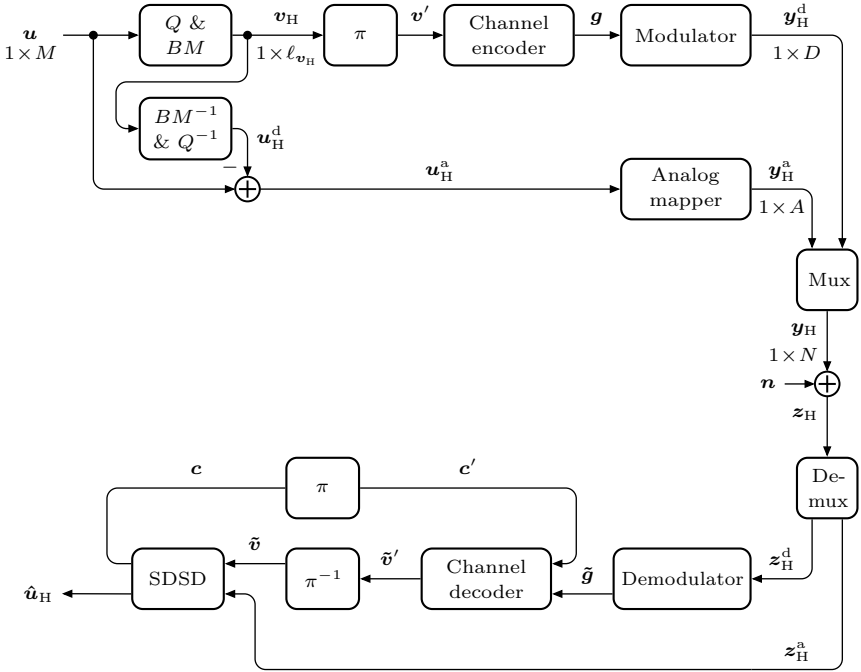 u
1×M
Q &
BM
v_H
1×ℓ_{v_H}
π
v′
Channel
encoder
g
Modulator
y_H^d
1×D
BM⁻¹
& Q⁻¹
u_H^d
−
+
u_H^a
Analog
mapper
y_H^a
1×A
Mux
y_H
1×N
n
+
z_H
De-
mux
c
π
c′
z_H^d
û_H
SDSD
ṽ
π⁻¹
ṽ′
Channel
decoder
g̃
Demodulator
z_H^a